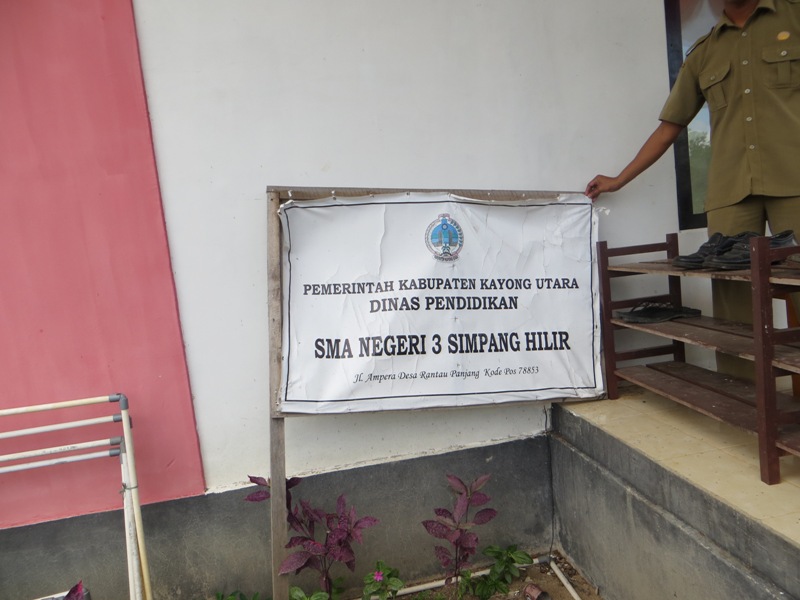 PEMERINTAH KABUPATEN KAYONG UTARA
DINAS PENDIDIKAN
SMA NEGERI 3 SIMPANG HILIR
Jl. Ampera Desa Rantau Panjang Kode Pos 78853